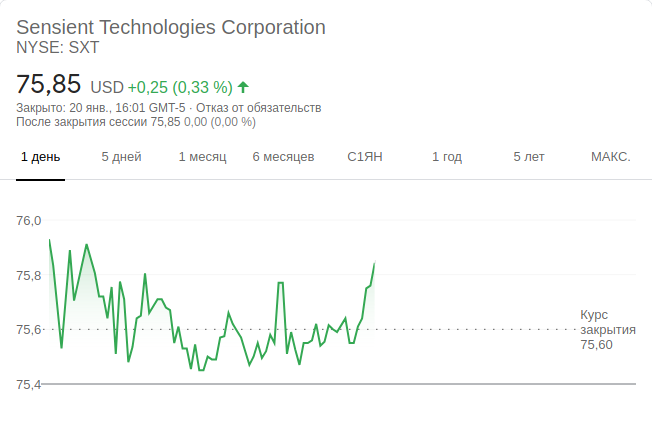 Sensient Technologies Corporation
NYSE: SXT
75,85 USD +0,25 (0,33 %)
Закрыто: 20 янв., 16:01 GMT-5 · Отказ от обязательств
После закрытия сессии 75,85 0,00 (0,00 %)
1 день 5 дней 1 месяц 6 месяцев С1ЯН 1 год 5 лет МАКС.
76,0
75,8
75,6
75,4
Курс
закрытия
75,60